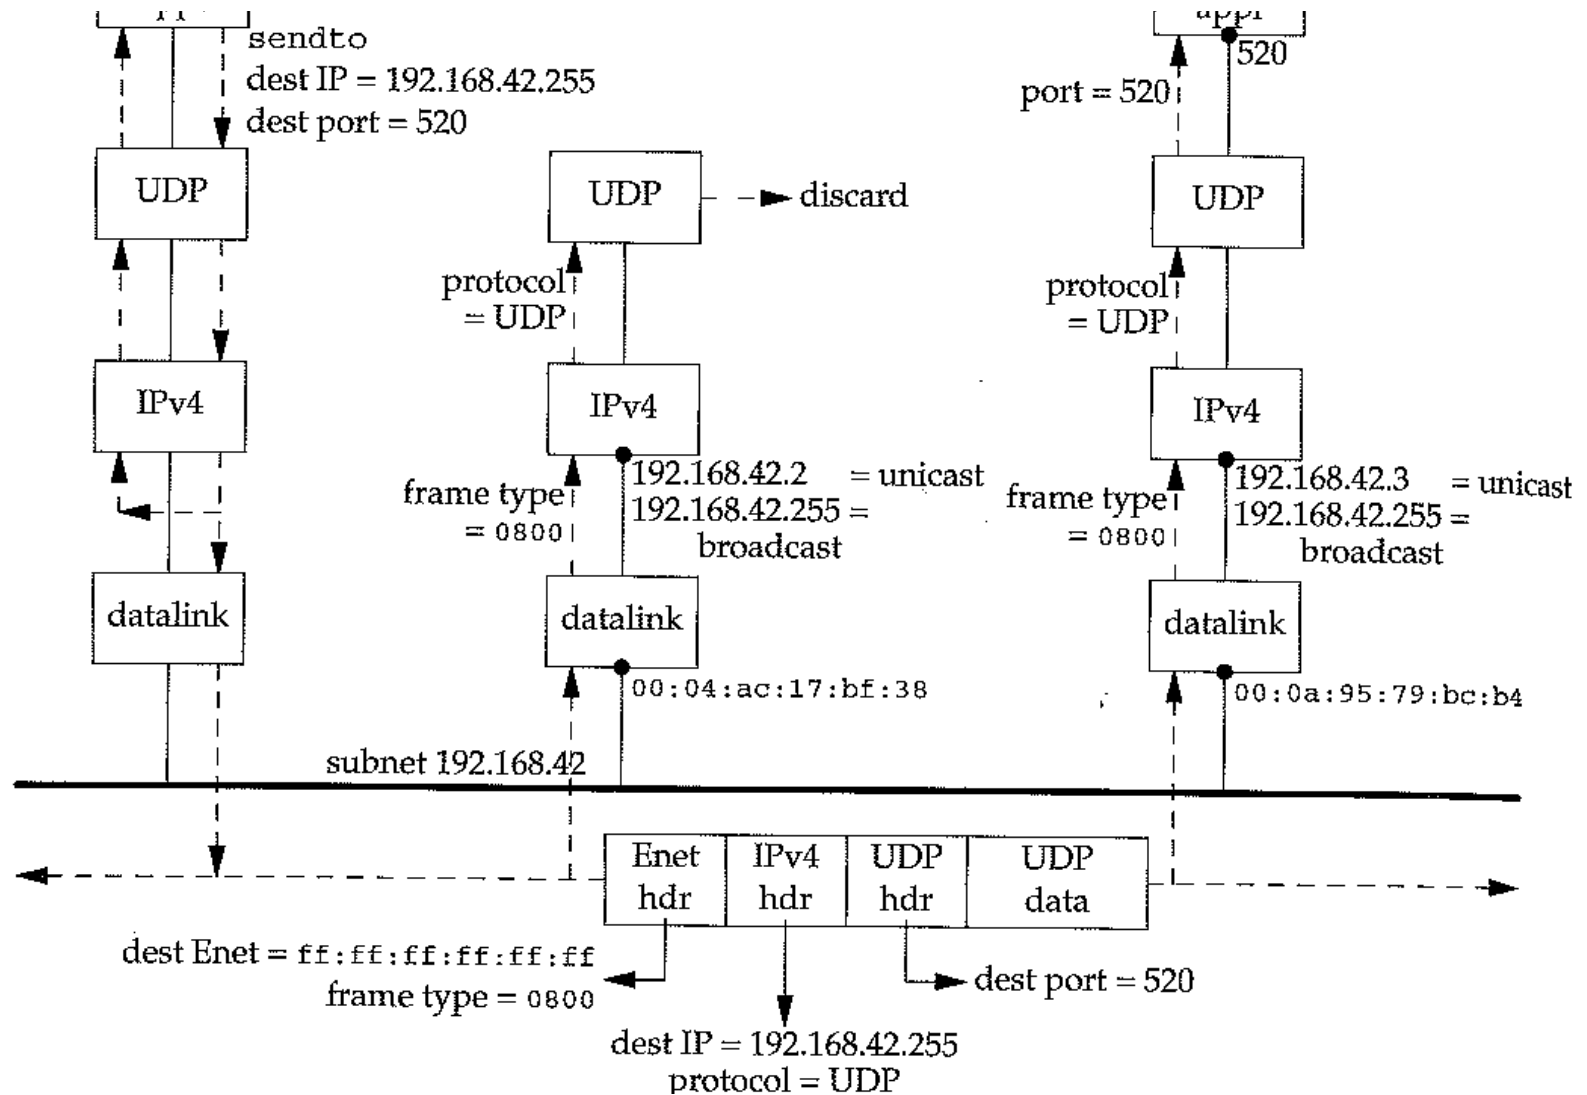 appl
sendto
dest IP = 192.168.42.255
dest port = 520
520
port = 520
UDP
UDP
discard
UDP
protocol
= UDP
protocol
= UDP
IPv4
IPv4
IPv4
frame type
= 0800
192.168.42.2 = unicast
192.168.42.255 =
broadcast
frame type
= 0800
192.168.42.3 = unicast
192.168.42.255 =
broadcast
datalink
datalink
datalink
00:04:ac:17:bf:38
00:0a:95:79:bc:b4
subnet 192.168.42
Enet
hdr
IPv4
hdr
UDP
hdr
UDP
data
dest Enet = ff:ff:ff:ff:ff:ff
frame type = 0800
dest port = 520
dest IP = 192.168.42.255
protocol = UDP